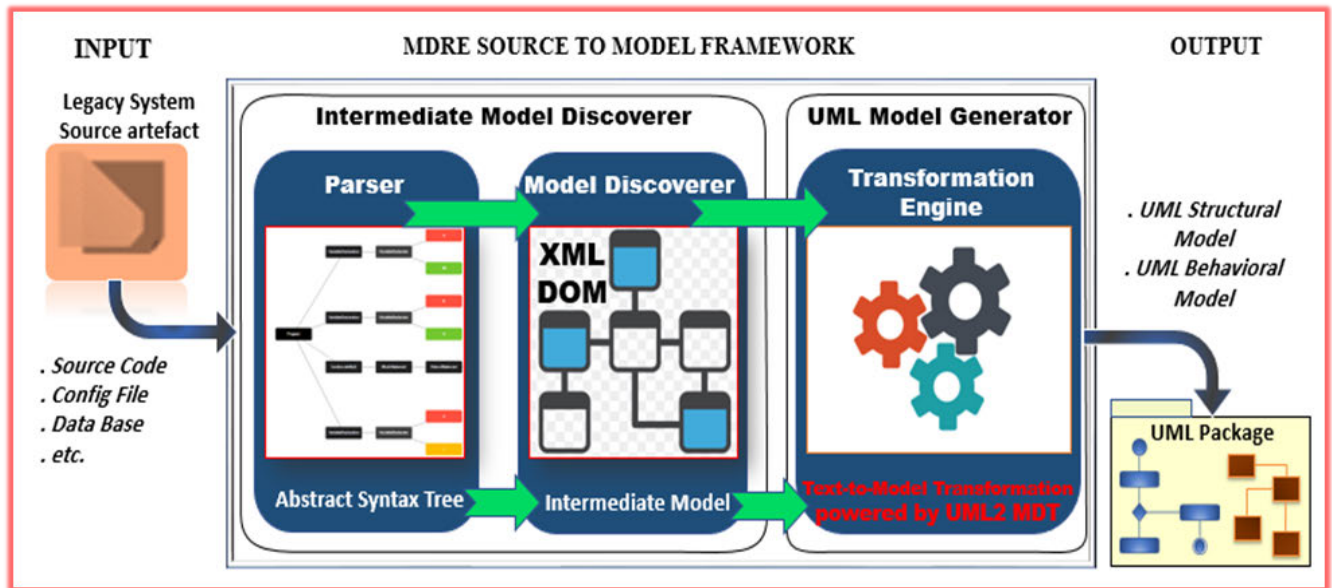 INPUT
MDRE SOURCE TO MODEL FRAMEWORK
OUTPUT
Legacy System
Source artefact
. Source Code
. Config File
. Data Base
. etc.
Intermediate Model Discoverer
Parser
Abstract Syntax Tree
Model Discoverer
XML
DOM
Intermediate Model
UML Model Generator
Transformation
Engine
Text-to-Model Transformation
powered by UML2 MDT
. UML Structural
Model
. UML Behavioral
Model
UML Package